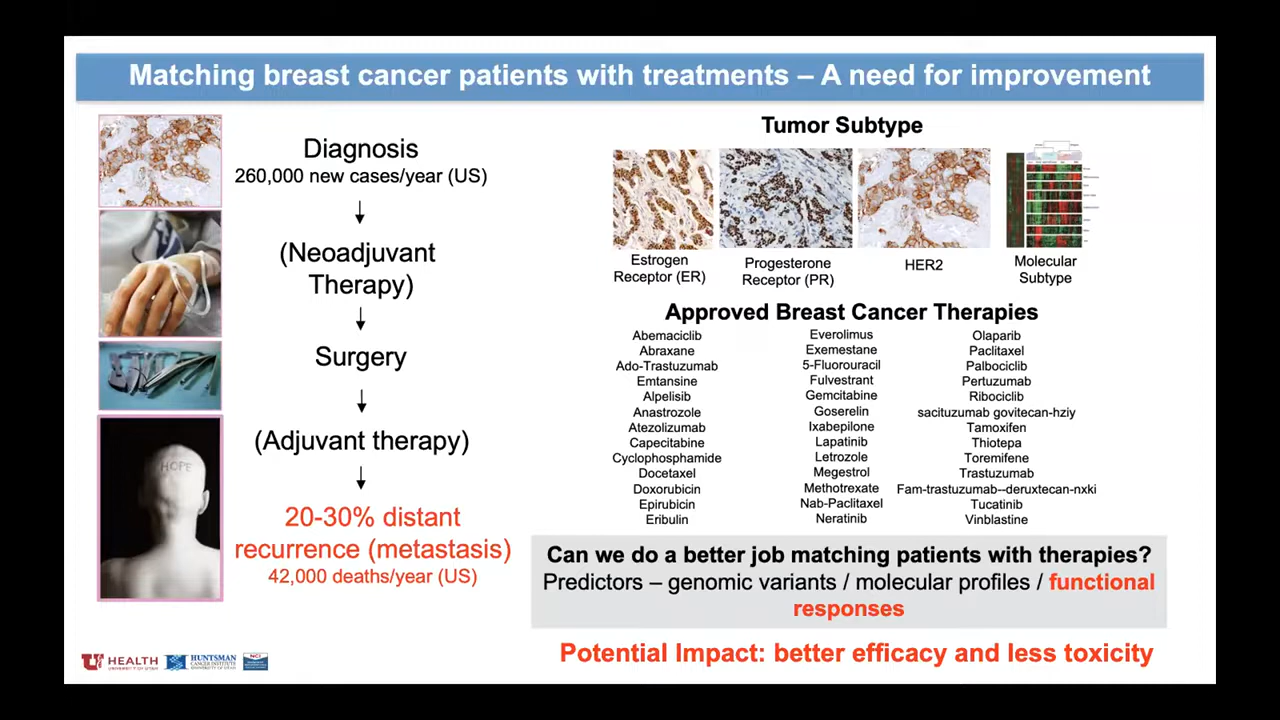 Matching breast cancer patients with treatments – A need for improvement
Diagnosis
260,000 new cases/year (US)
(Neoadjuvant
Therapy)
Surgery
(Adjuvant therapy)
HOPE
20-30% distant
recurrence (metastasis)
42,000 deaths/year (US)
Tumor Subtype
Estrogen
Receptor (ER)
Progesterone
Receptor (PR)
HER2
Molecular
Subtype
Approved Breast Cancer Therapies
Abemaciclib
Abraxane
Ado-Trastuzumab
Emtansine
Alpelisib
Anastrozole
Atezolizumab
Capecitabine
Cyclophosphamide
Docetaxel
Doxorubicin
Epirubicin
Eribulin
Everolimus
Exemestane
5-Fluorouracil
Fulvestrant
Gemcitabine
Goserelin
Ixabepilone
Lapatinib
Letrozole
Megestrol
Methotrexate
Nab-Paclitaxel
Neratinib
Olaparib
Paclitaxel
Palbociclib
Pertuzumab
Ribociclib
sacituzumab govitecan-hziy
Tamoxifen
Thiotepa
Toremifene
Trastuzumab
Fam-trastuzumab--deruxtecan-nxki
Tucatinib
Vinblastine
Can we do a better job matching patients with therapies?
Predictors – genomic variants / molecular profiles / functional
responses
Potential Impact: better efficacy and less toxicity
U HEALTH
UNIVERSITY OF UTAH
HUNTSMAN
CANCER INSTITUTE
UNIVERSITY OF UTAH
NCI